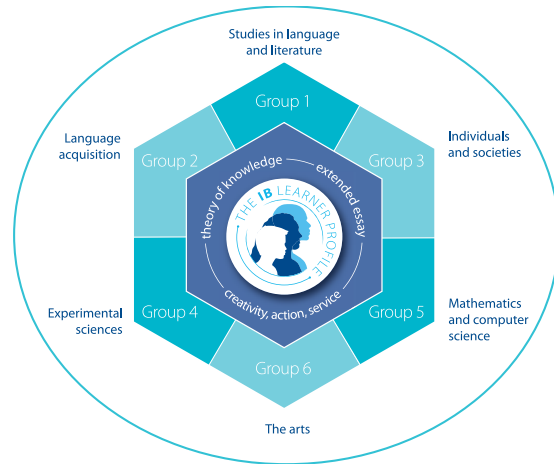 Studies in language
and literature
Group 1
Language
acquisition
Group 2
Group 3
Individuals
and societies
theory of knowledge
extended essay
THE IB LEARNER PROFILE
creativity, action, service
Experimental
sciences
Group 4
Group 5
Mathematics
and computer
science
Group 6
The arts